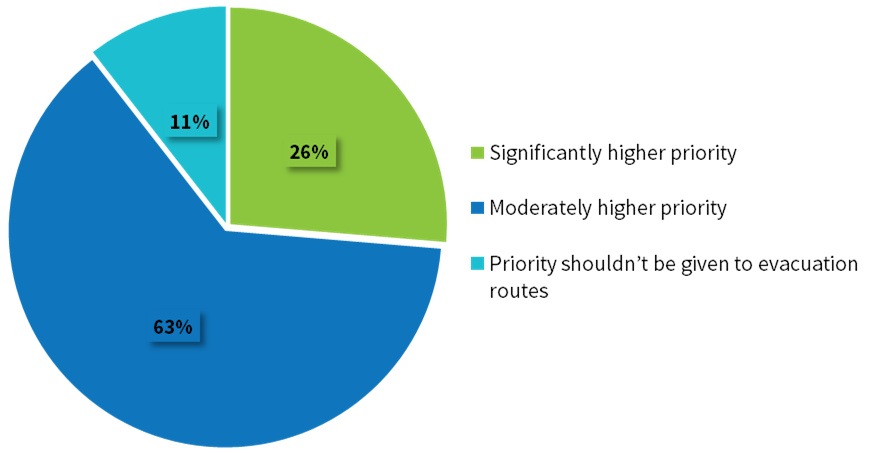 11%
26%
63%
Significantly higher priority
Moderately higher priority
Priority shouldn’t be given to evacuation
routes